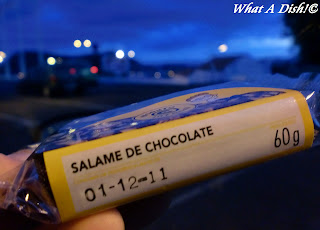 What A Dish!©
SALAME DE CHOCOLATE
60g
01-12-11